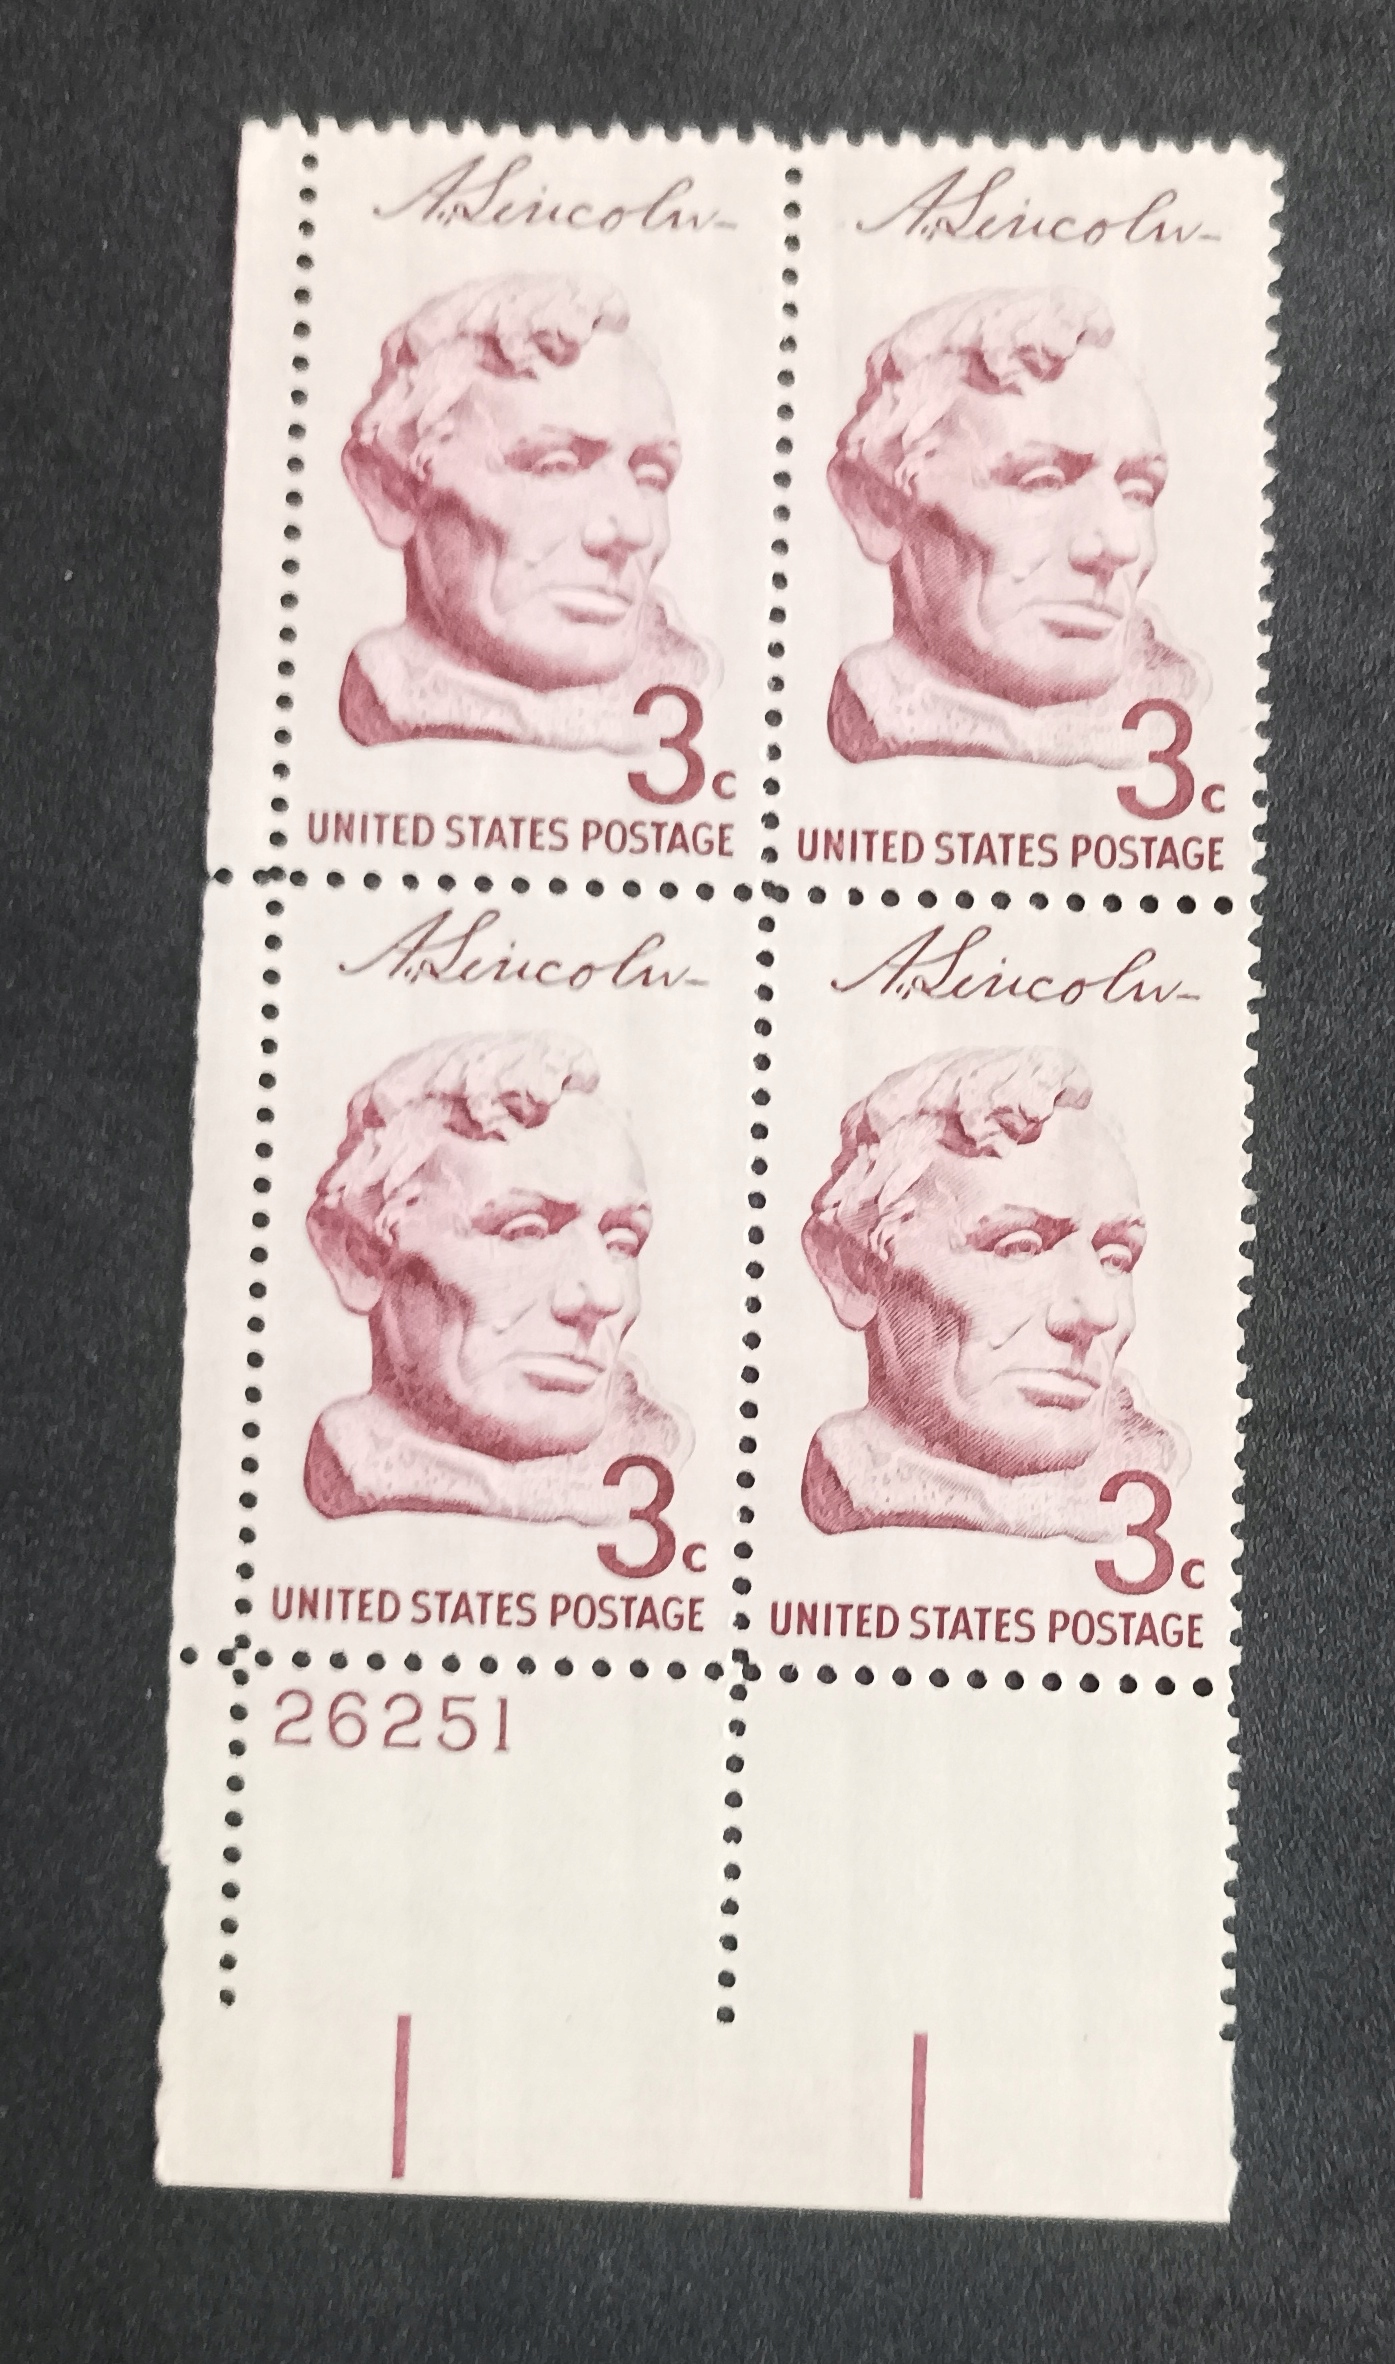 A. Lincoln
A. Lincoln
3c
3c
UNITED STATES POSTAGE
UNITED STATES POSTAGE
A. Lincoln
A. Lincoln
3c
3c
UNITED STATES POSTAGE
UNITED STATES POSTAGE
26251